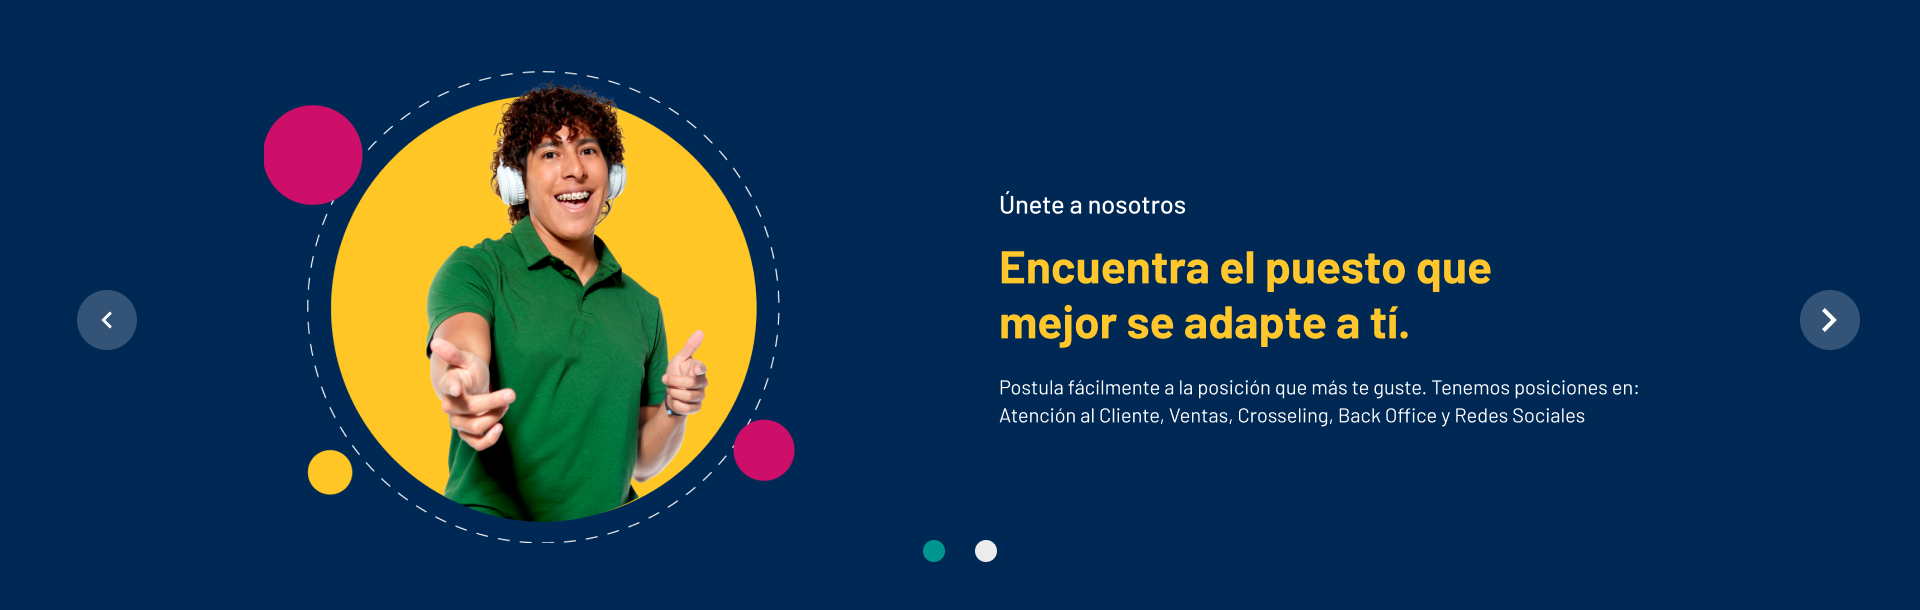 Únete a nosotros
Encuentra el puesto que
mejor se adapte a tí.
Postula fácilmente a la posición que más te guste. Tenemos posiciones en:
Atención al Cliente, Ventas, Crosseling, Back Office y Redes Sociales